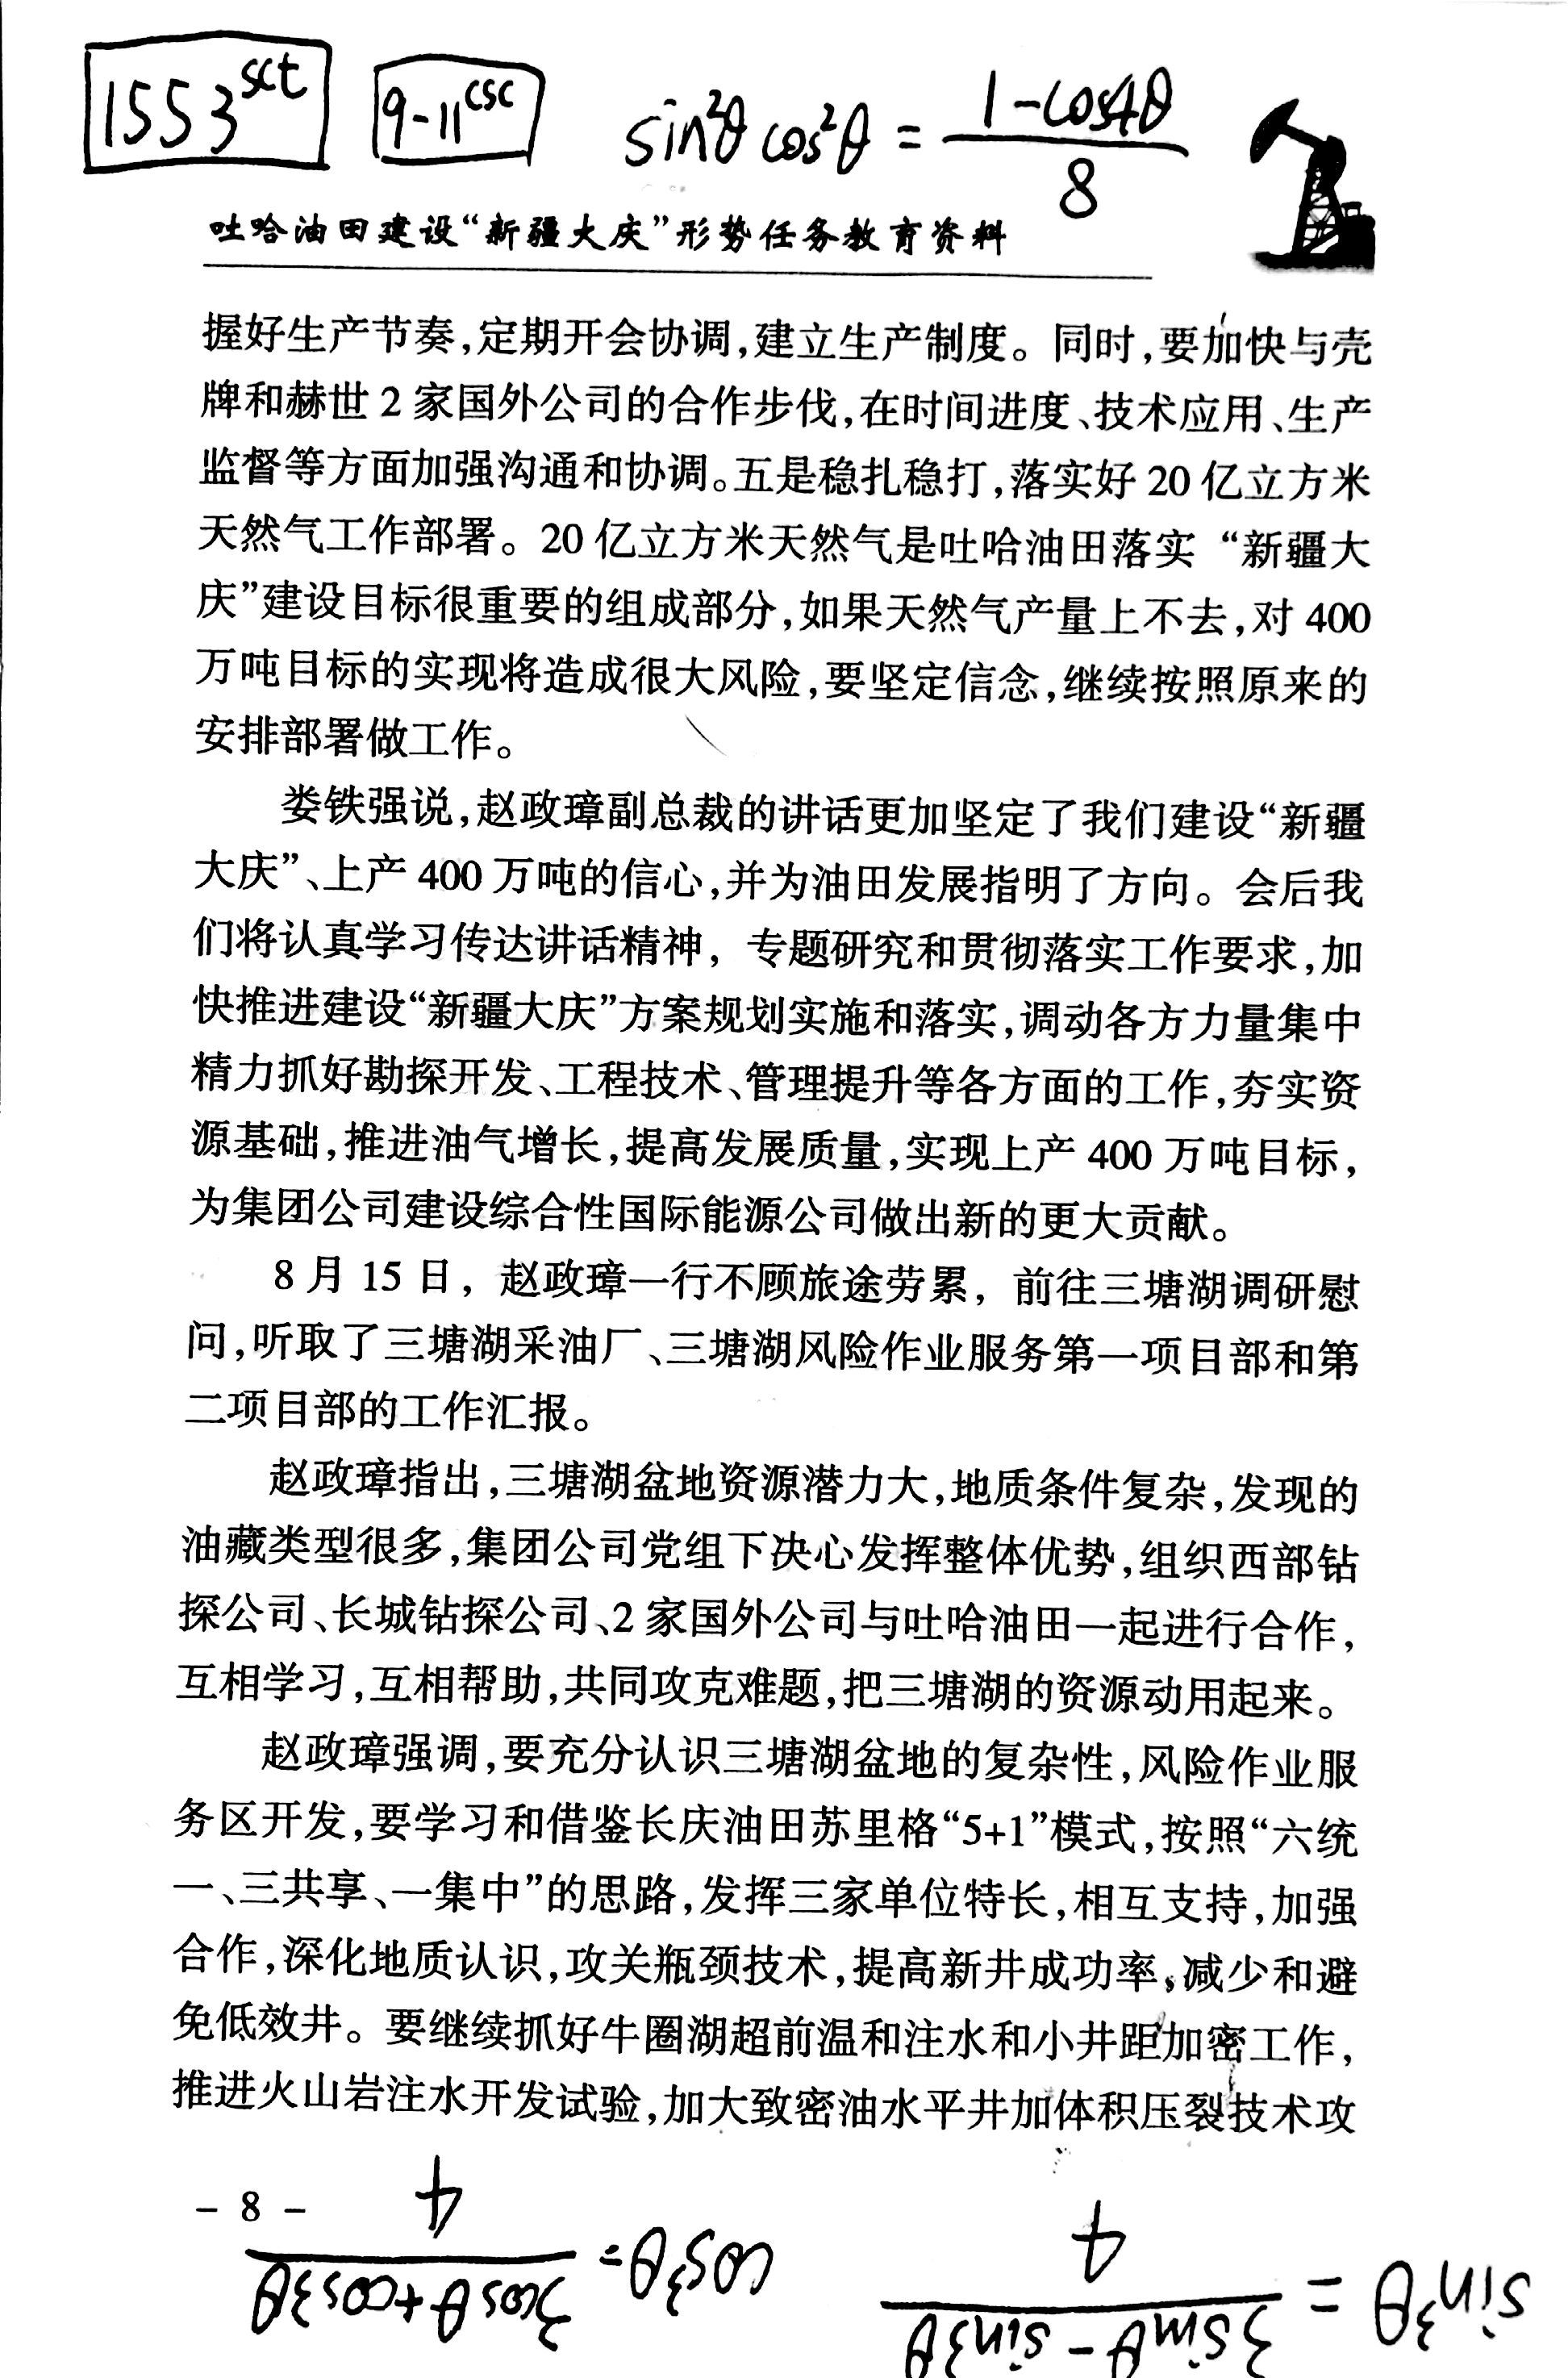 1553^sct
9-11^csc
sin²θ cos²θ = (1-cos4θ)/8
吐哈油田建设“新疆大庆”形势任务教育资料
握好生产节奏,定期开会协调,建立生产制度。同时,要加快与壳
牌和赫世2家国外公司的合作步伐,在时间进度、技术应用、生产
监督等方面加强沟通和协调。五是稳扎稳打,落实好20亿立方米
天然气工作部署。20亿立方米天然气是吐哈油田落实“新疆大
庆”建设目标很重要的组成部分,如果天然气产量上不去,对400
万吨目标的实现将造成很大风险,要坚定信念,继续按照原来的
安排部署做工作。
娄铁强说,赵政璋副总裁的讲话更加坚定了我们建设“新疆
大庆”、上产400万吨的信心,并为油田发展指明了方向。会后我
们将认真学习传达讲话精神,专题研究和贯彻落实工作要求,加
快推进建设“新疆大庆”方案规划实施和落实,调动各方力量集中
精力抓好勘探开发、工程技术、管理提升等各方面的工作,夯实资
源基础,推进油气增长,提高发展质量,实现上产400万吨目标,
为集团公司建设综合性国际能源公司做出新的更大贡献。
8月15日,赵政璋一行不顾旅途劳累,前往三塘湖调研慰
问,听取了三塘湖采油厂、三塘湖风险作业服务第一项目部和第
二项目部的工作汇报。
赵政璋指出,三塘湖盆地资源潜力大,地质条件复杂,发现的
油藏类型很多,集团公司党组下决心发挥整体优势,组织西部钻
探公司、长城钻探公司、2家国外公司与吐哈油田一起进行合作,
互相学习,互相帮助,共同攻克难题,把三塘湖的资源动用起来。
赵政璋强调,要充分认识三塘湖盆地的复杂性,风险作业服
务区开发,要学习和借鉴长庆油田苏里格“5+1”模式,按照“六统
一、三共享、一集中”的思路,发挥三家单位特长,相互支持,加强
合作,深化地质认识,攻关瓶颈技术,提高新井成功率,减少和避
免低效井。要继续抓好牛圈湖超前温和注水和小井距加密工作,
推进火山岩注水开发试验,加大致密油水平井加体积压裂技术攻
- 8 -
sin³θ = (3sinθ - sin3θ)/4
cos³θ = (3cosθ + cos3θ)/4